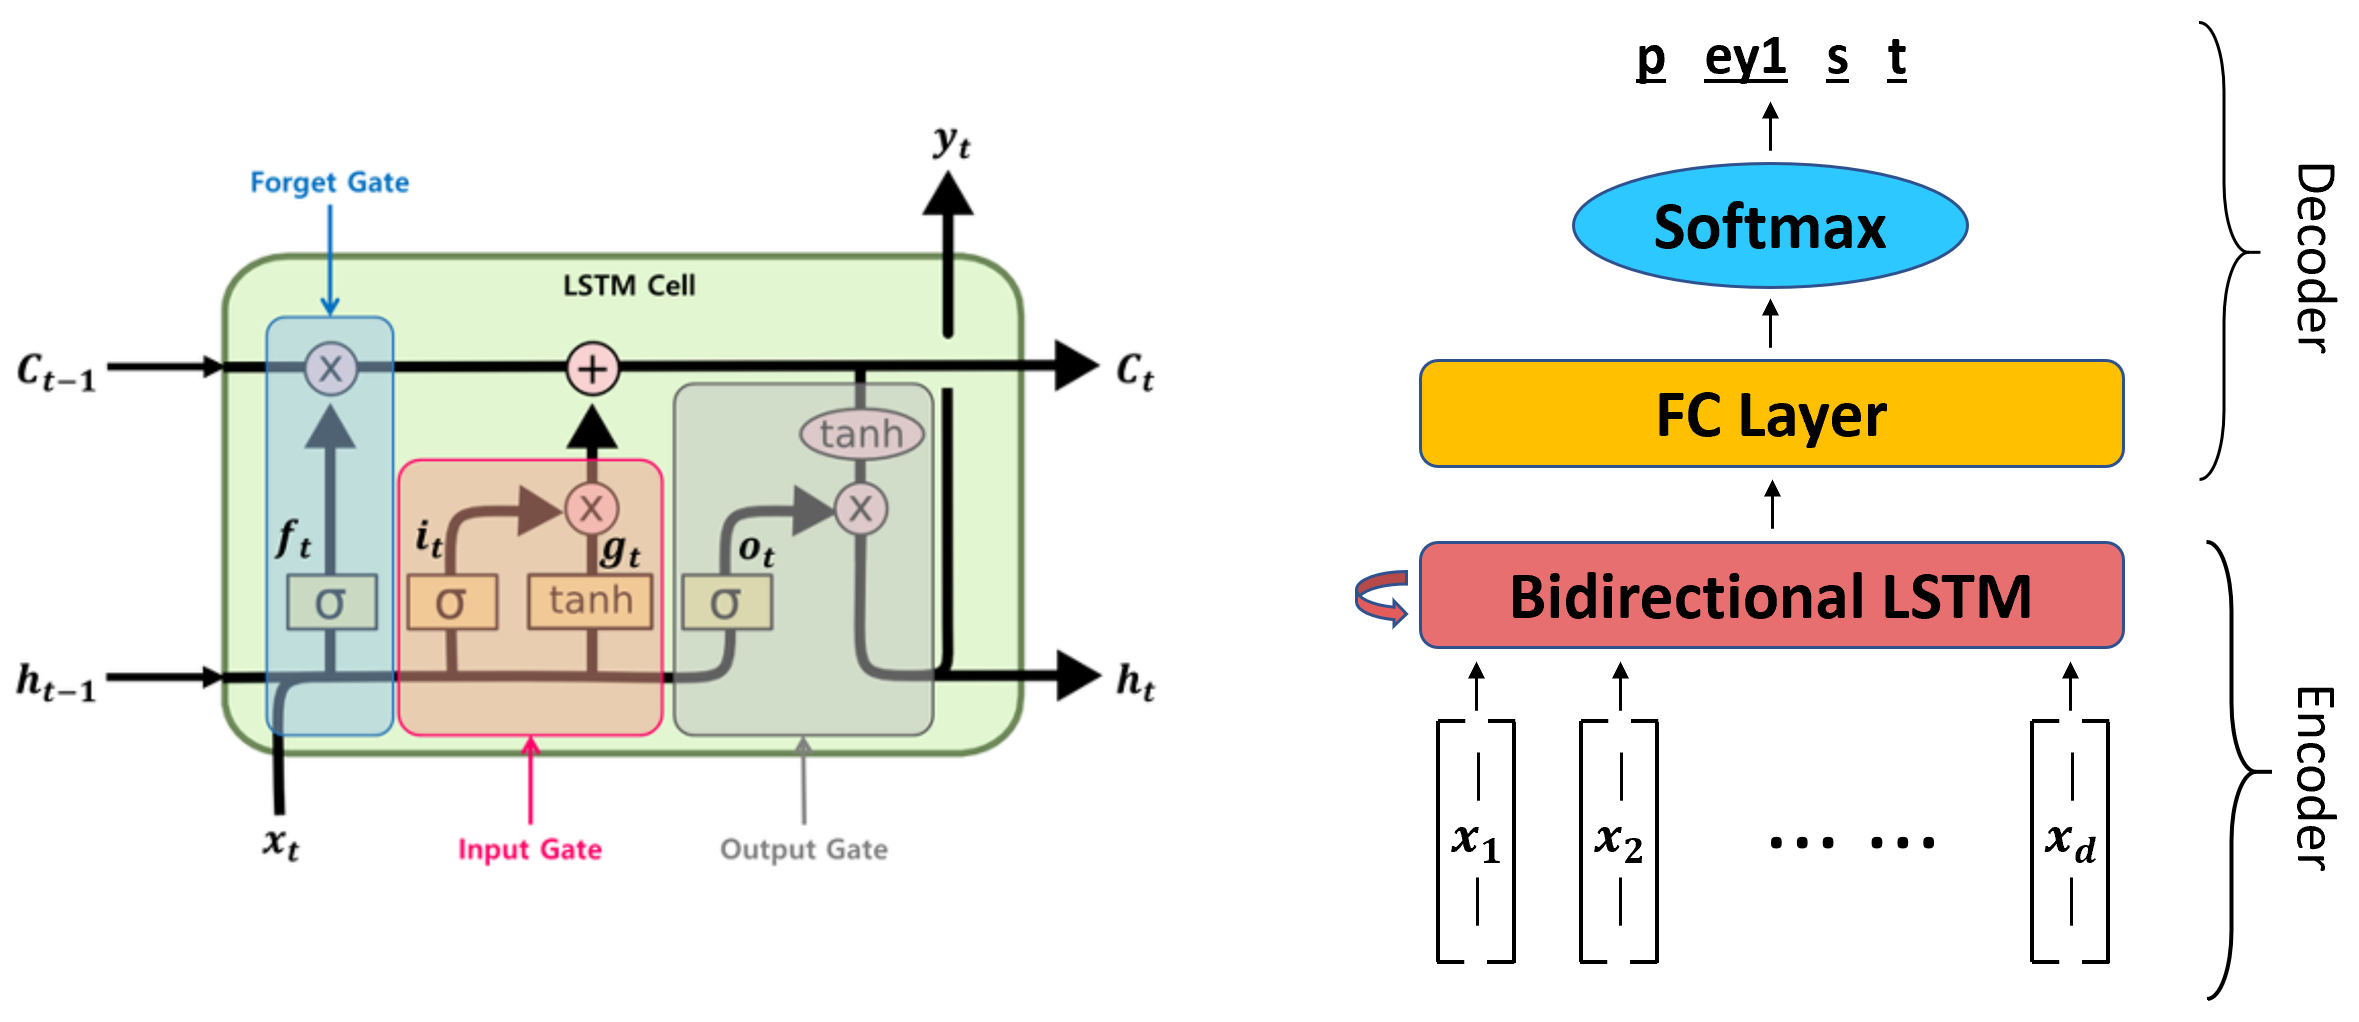 y_t
Forget Gate
LSTM Cell
C_{t-1}
x
+
C_t
tanh
x
x
f_t
i_t
g_t
o_t
σ
σ
tanh
σ
h_{t-1}
h_t
x_t
Input Gate
Output Gate
p ey1 s t
Softmax
FC Layer
Decoder
Bidirectional LSTM
x_1 x_2 ... ... x_d
Encoder